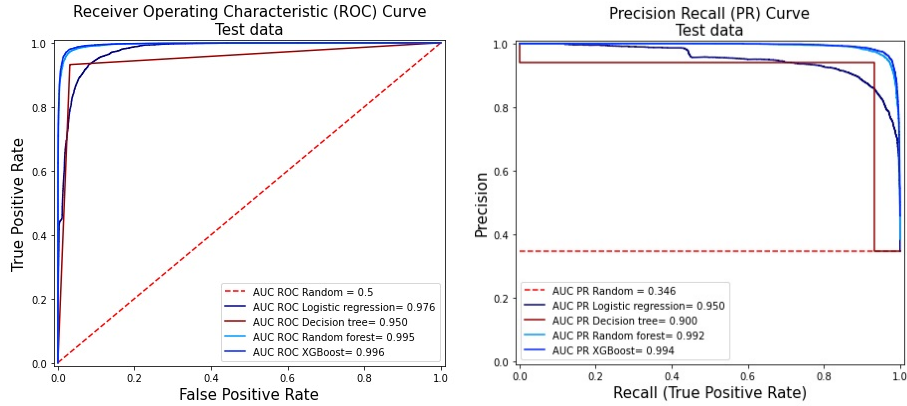 Receiver Operating Characteristic (ROC) Curve
Test data
1.0
0.8
0.6
0.4
0.2
0.0
True Positive Rate
AUC ROC Random = 0.5
AUC ROC Logistic regression= 0.976
AUC ROC Decision tree= 0.950
AUC ROC Random forest= 0.995
AUC ROC XGBoost= 0.996
0.0 0.2 0.4 0.6 0.8 1.0
False Positive Rate
Precision Recall (PR) Curve
Test data
1.0
0.8
0.6
0.4
0.2
0.0
Precision
AUC PR Random = 0.346
AUC PR Logistic regression= 0.950
AUC PR Decision tree= 0.900
AUC PR Random forest= 0.992
AUC PR XGBoost= 0.994
0.0 0.2 0.4 0.6 0.8 1.0
Recall (True Positive Rate)